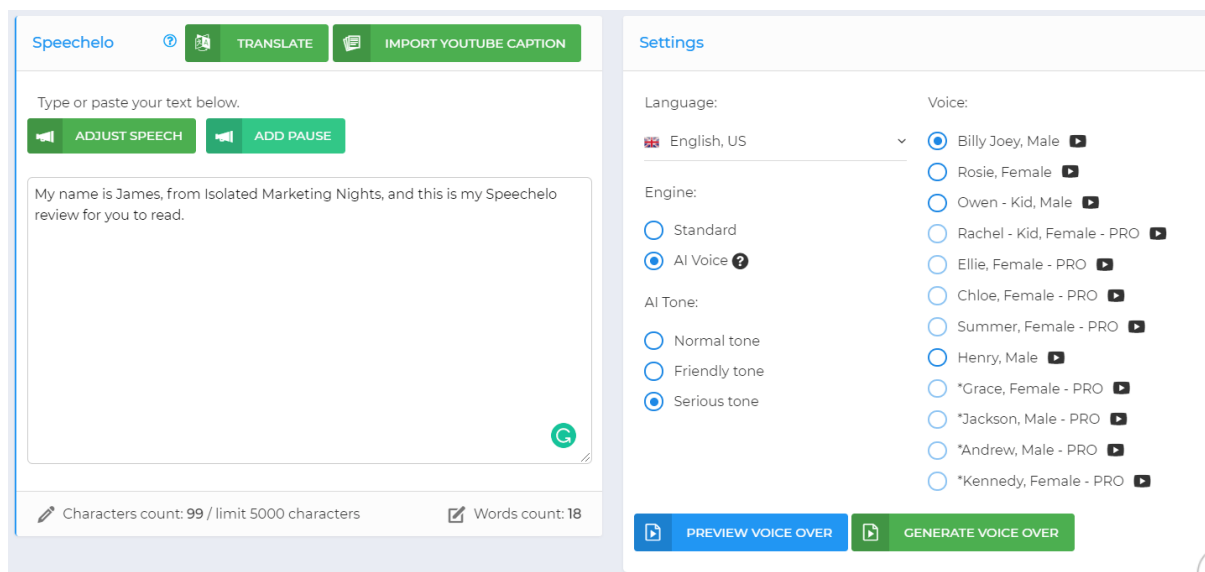 Speechelo
TRANSLATE
IMPORT YOUTUBE CAPTION
Type or paste your text below.
ADJUST SPEECH
ADD PAUSE
My name is James, from Isolated Marketing Nights, and this is my Speechelo
review for you to read.
Characters count: 99 / limit 5000 characters
Words count: 18
Settings
Language:
English, US
Engine:
Standard
AI Voice
AI Tone:
Normal tone
Friendly tone
Serious tone
Voice:
Billy Joey, Male
Rosie, Female
Owen - Kid, Male
Rachel - Kid, Female - PRO
Ellie, Female - PRO
Chloe, Female - PRO
Summer, Female - PRO
Henry, Male
*Grace, Female - PRO
*Jackson, Male - PRO
*Andrew, Male - PRO
*Kennedy, Female - PRO
PREVIEW VOICE OVER
GENERATE VOICE OVER